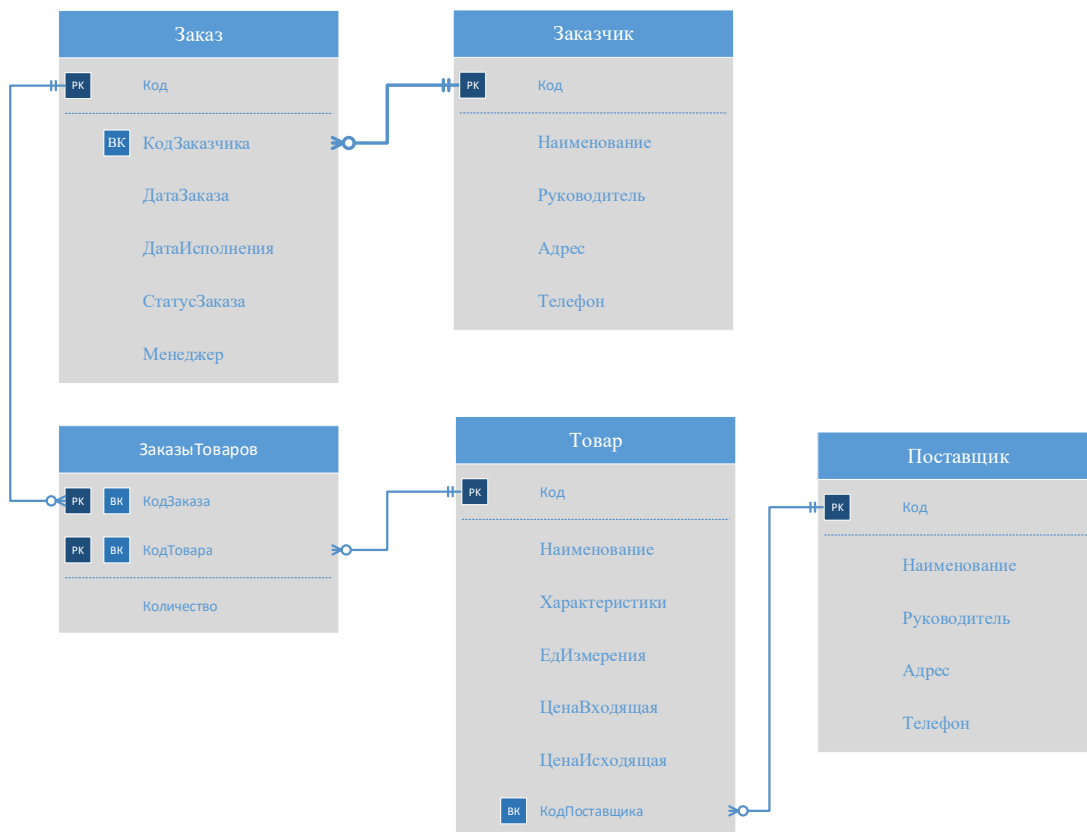 Заказ
PK Код
ВК КодЗаказчика
ДатаЗаказа
ДатаИсполнения
СтатусЗаказа
Менеджер
Заказчик
PK Код
Наименование
Руководитель
Адрес
Телефон
ЗаказыТоваров
PK ВК КодЗаказа
PK ВК КодТовара
Количество
Товар
PK Код
Наименование
Характеристики
ЕдИзмерения
ЦенаВходящая
ЦенаИсходящая
ВК КодПоставщика
Поставщик
PK Код
Наименование
Руководитель
Адрес
Телефон